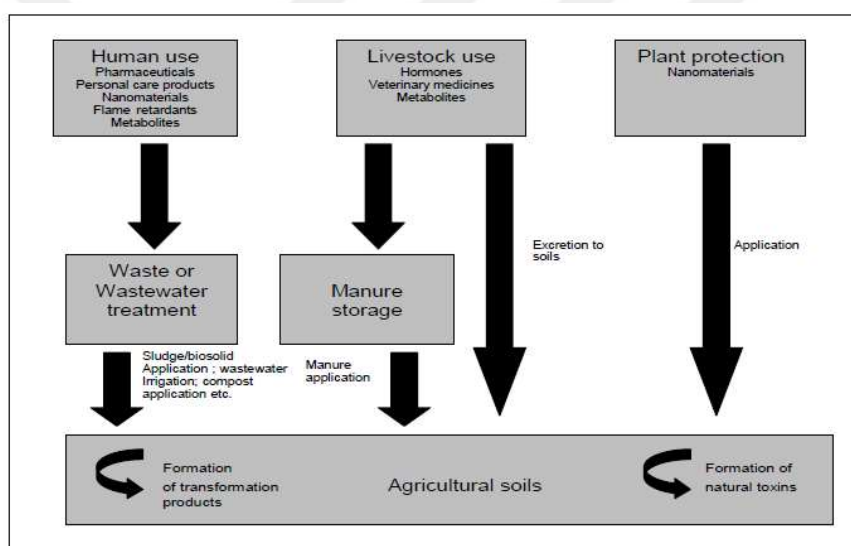 Human use
Pharmaceuticals
Personal care products
Nanomaterials
Flame retardants
Metabolites
Livestock use
Hormones
Veterinary medicines
Metabolites
Plant protection
Nanomaterials
Excretion to
soils
Application
Waste or
Wastewater
treatment
Manure
storage
Sludge/biosolid
Application ; wastewater
Irrigation; compost
application etc.
Manure
application
Formation
of transformation
products
Agricultural soils
Formation of
natural toxins